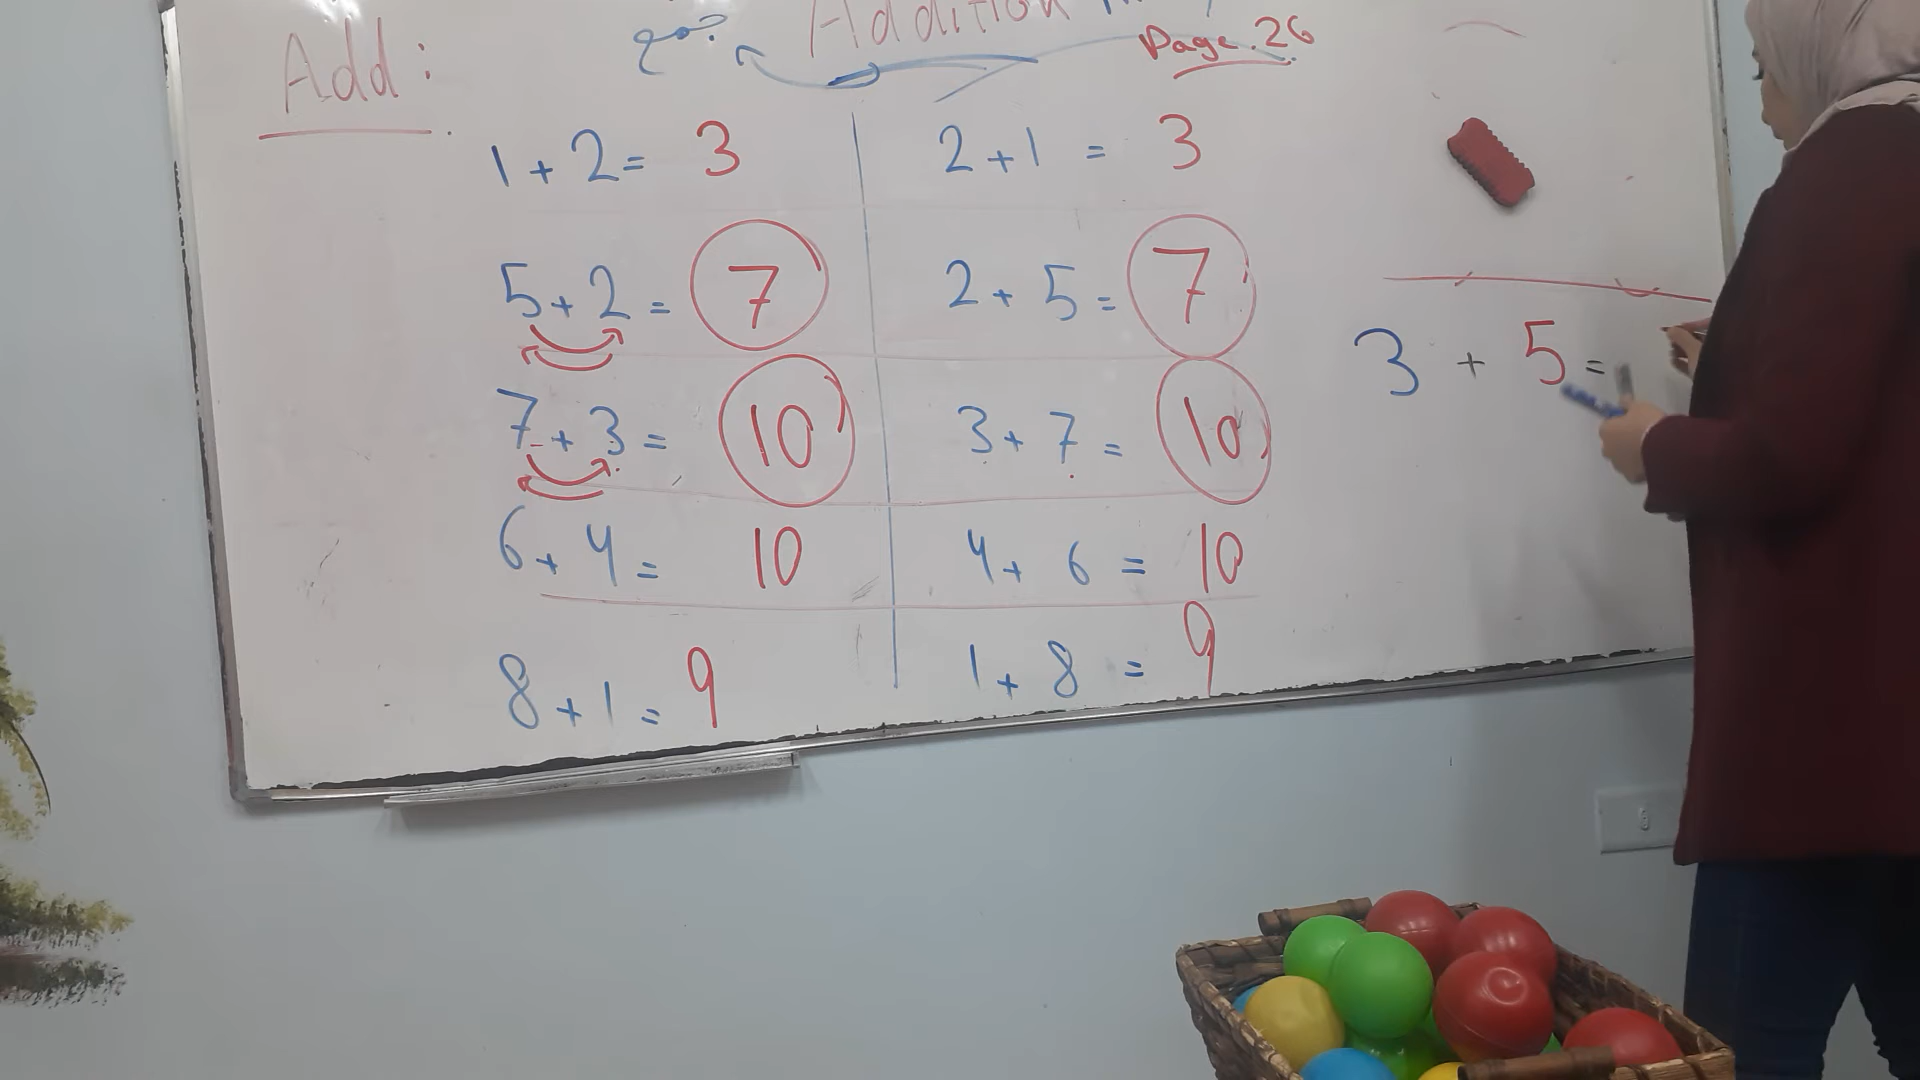 Addition
جمع
Page.26
Add:
1+2= 3
2+1 = 3
5+2= 7
2+5= 7
7+3= 10
3+7= 10
6+4= 10
4+6= 10
8+1= 9
1+8= 9
3 + 5=